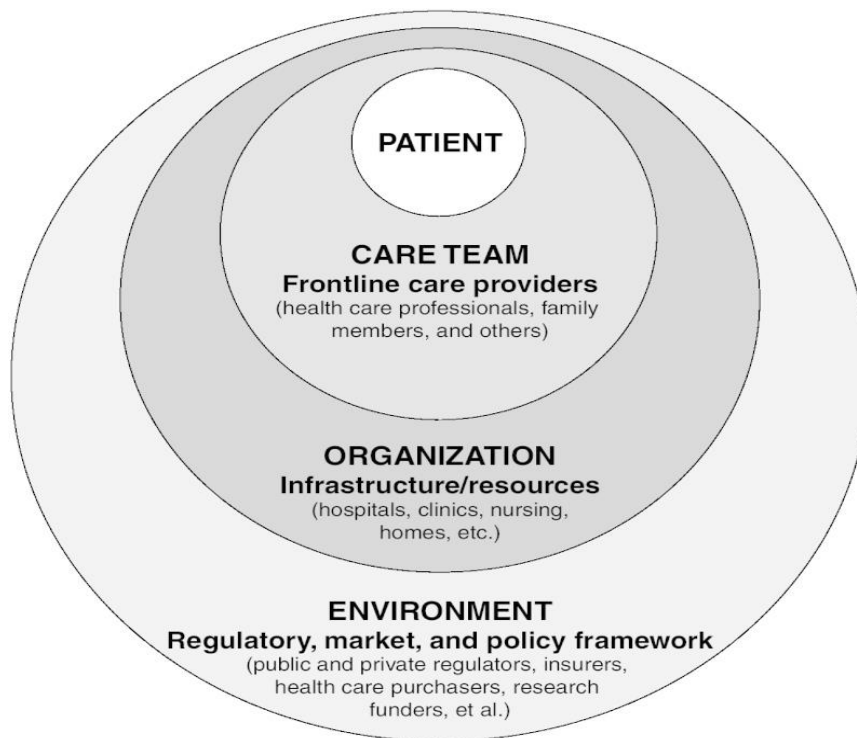 PATIENT
CARE TEAM
Frontline care providers
(health care professionals, family
members, and others)
ORGANIZATION
Infrastructure/resources
(hospitals, clinics, nursing,
homes, etc.)
ENVIRONMENT
Regulatory, market, and policy framework
(public and private regulators, insurers,
health care purchasers, research
funders, et al.)